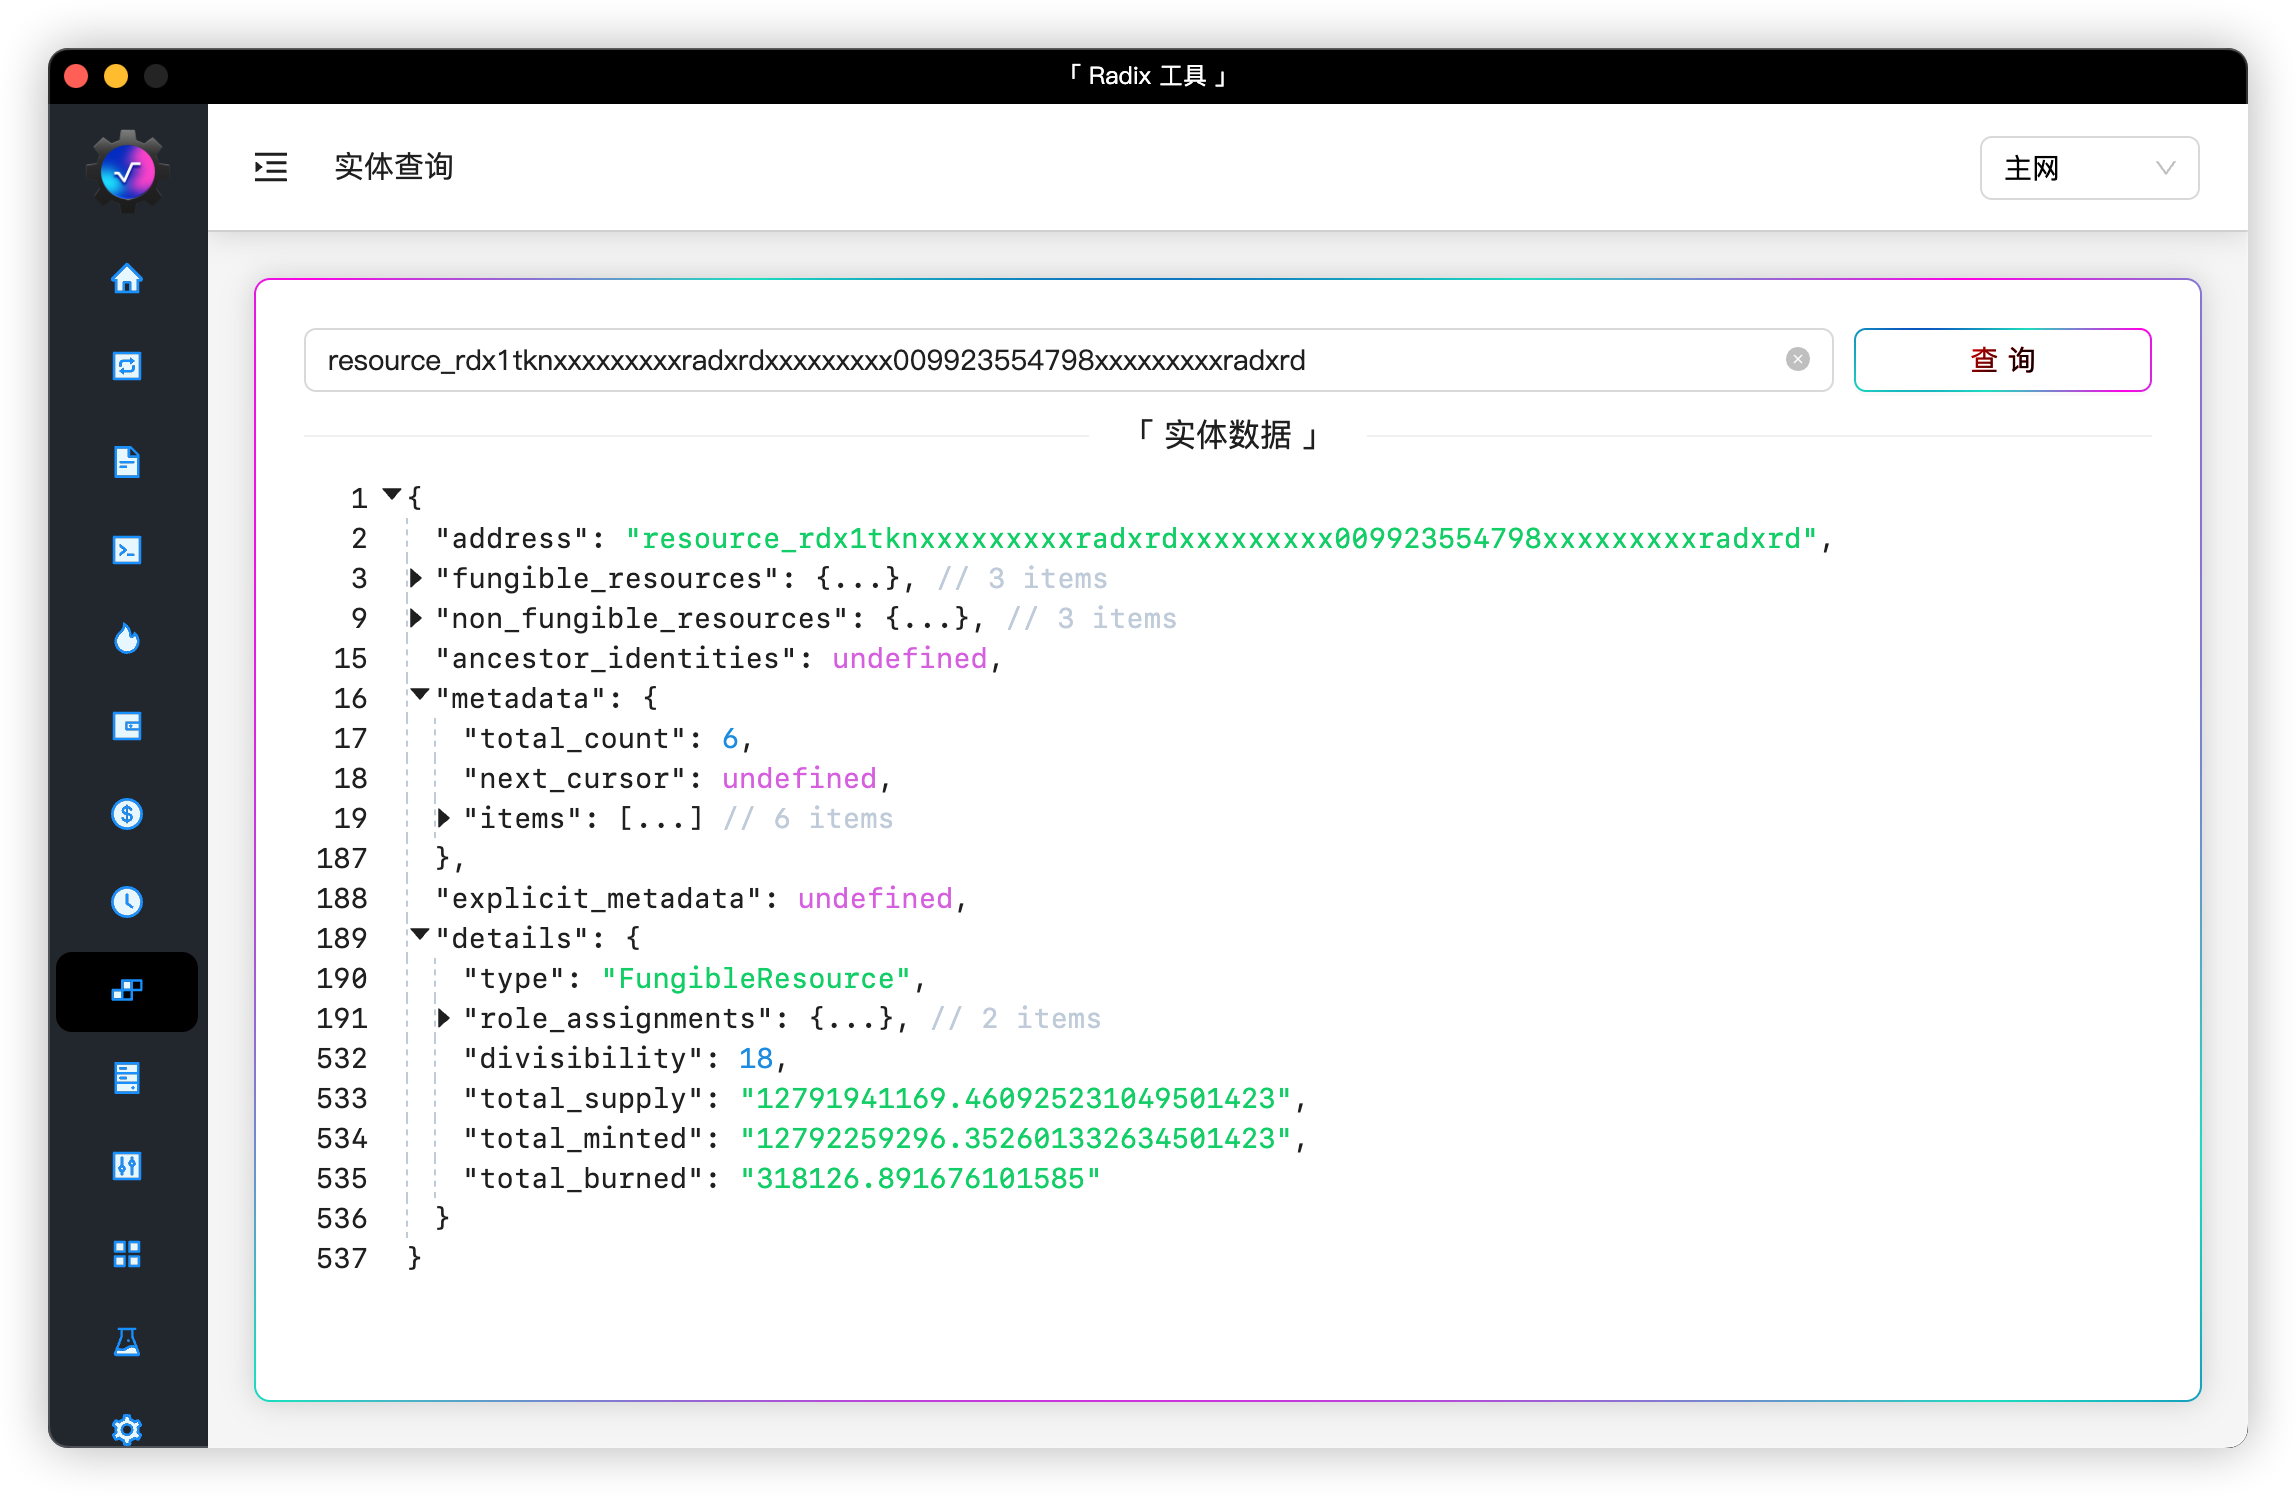 「 Radix 工具 」
实体查询
主网
resource_rdx1tknxxxxxxxxxradxrdxxxxxxxxx009923554798xxxxxxxxxradxrd
查 询
「 实体数据 」
1 {
2 "address": "resource_rdx1tknxxxxxxxxxradxrdxxxxxxxxx009923554798xxxxxxxxxradxrd",
3 "fungible_resources": {...}, // 3 items
9 "non_fungible_resources": {...}, // 3 items
15 "ancestor_identities": undefined,
16 "metadata": {
17 "total_count": 6,
18 "next_cursor": undefined,
19 "items": [...] // 6 items
187 },
188 "explicit_metadata": undefined,
189 "details": {
190 "type": "FungibleResource",
191 "role_assignments": {...}, // 2 items
532 "divisibility": 18,
533 "total_supply": "12791941169.460925231049501423",
534 "total_minted": "12792259296.352601332634501423",
535 "total_burned": "318126.891676101585"
536 }
537 }